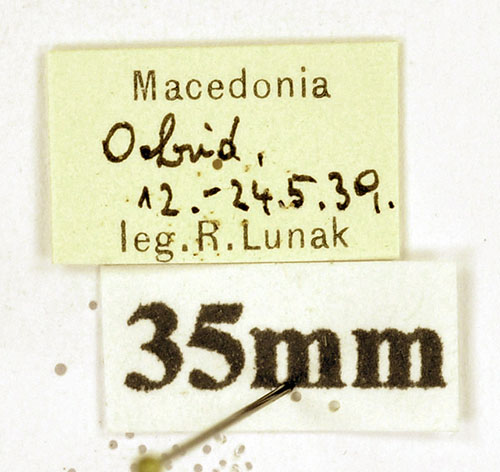 Macedonia
Ochrid,
12.-24.5.39.
leg.R.Lunak
35mm